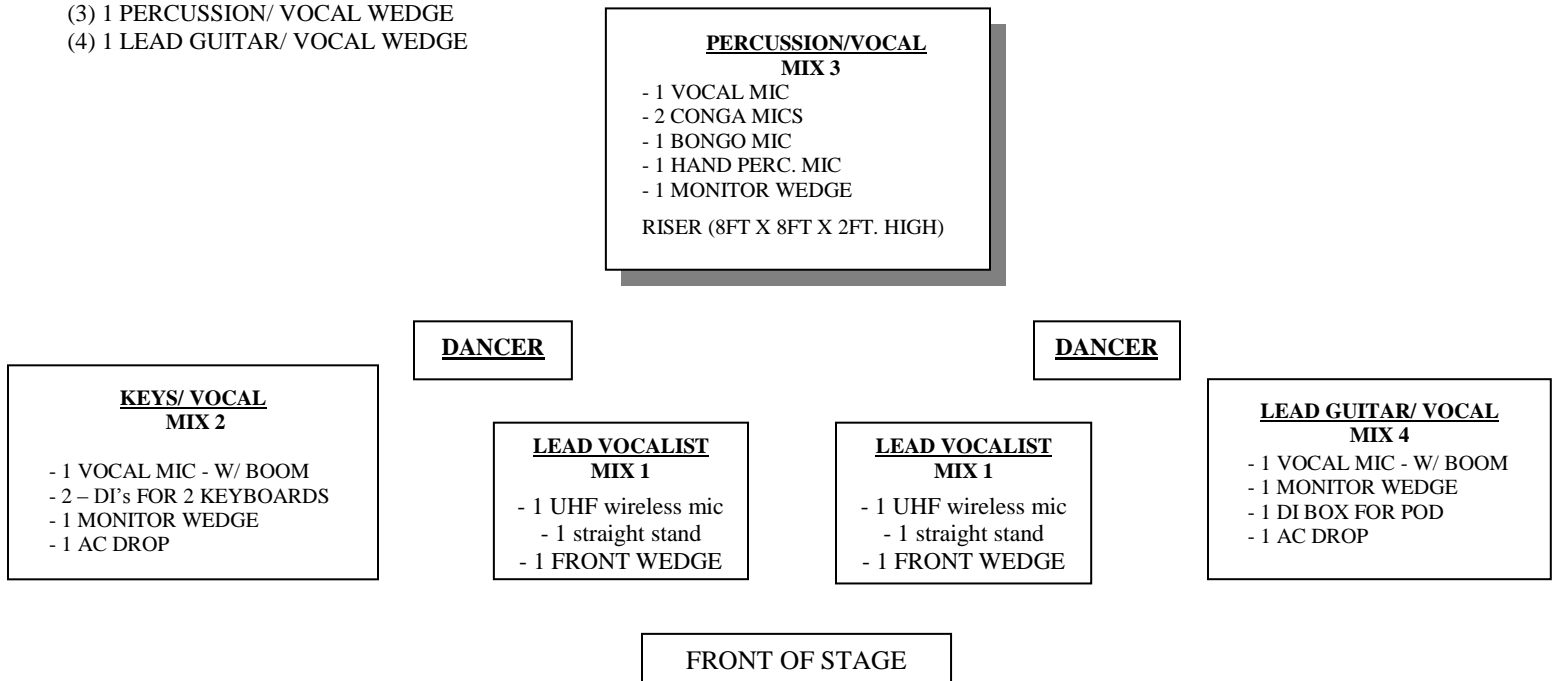 (3) 1 PERCUSSION/ VOCAL WEDGE
(4) 1 LEAD GUITAR/ VOCAL WEDGE
PERCUSSION/VOCAL
MIX 3
- 1 VOCAL MIC
- 2 CONGA MICS
- 1 BONGO MIC
- 1 HAND PERC. MIC
- 1 MONITOR WEDGE
RISER (8FT X 8FT X 2FT. HIGH)
DANCER
DANCER
KEYS/ VOCAL
MIX 2
- 1 VOCAL MIC - W/ BOOM
- 2 – DI's FOR 2 KEYBOARDS
- 1 MONITOR WEDGE
- 1 AC DROP
LEAD VOCALIST
MIX 1
- 1 UHF wireless mic
- 1 straight stand
- 1 FRONT WEDGE
LEAD VOCALIST
MIX 1
- 1 UHF wireless mic
- 1 straight stand
- 1 FRONT WEDGE
LEAD GUITAR/ VOCAL
MIX 4
- 1 VOCAL MIC - W/ BOOM
- 1 MONITOR WEDGE
- 1 DI BOX FOR POD
- 1 AC DROP
FRONT OF STAGE